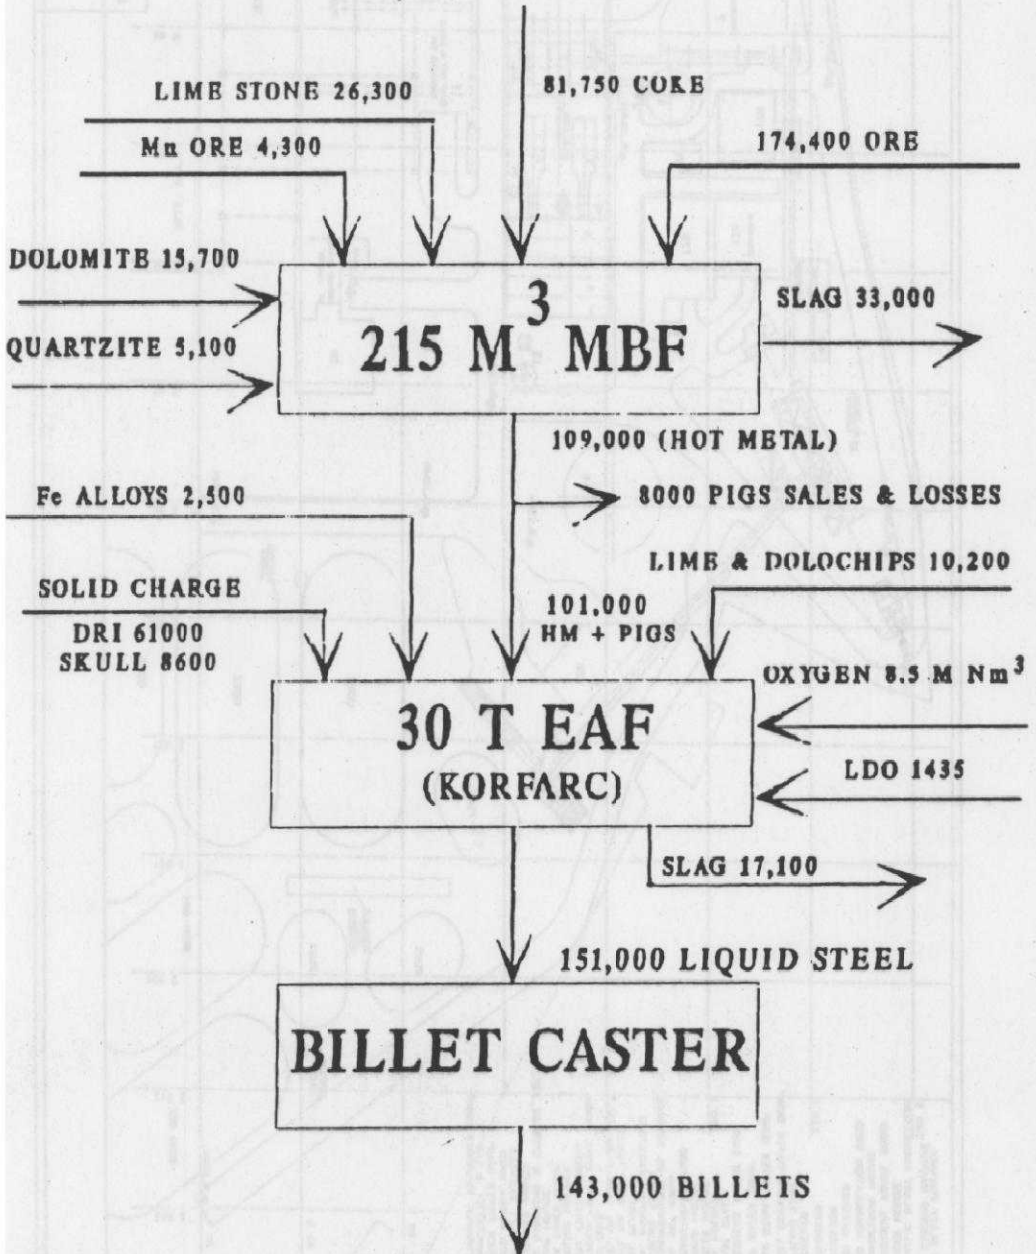 81,750 COKE
LIME STONE 26,300
Mn ORE 4,300
174,400 ORE
DOLOMITE 15,700
QUARTZITE 5,100
215 M³ MBF
SLAG 33,000
109,000 (HOT METAL)
8000 PIGS SALES & LOSSES
Fe ALLOYS 2,500
LIME & DOLOCHIPS 10,200
SOLID CHARGE
DRI 61000
SKULL 8600
101,000
HM + PIGS
OXYGEN 8.5 M Nm³
30 T EAF
(KORFARC)
LDO 1435
SLAG 17,100
151,000 LIQUID STEEL
BILLET CASTER
143,000 BILLETS